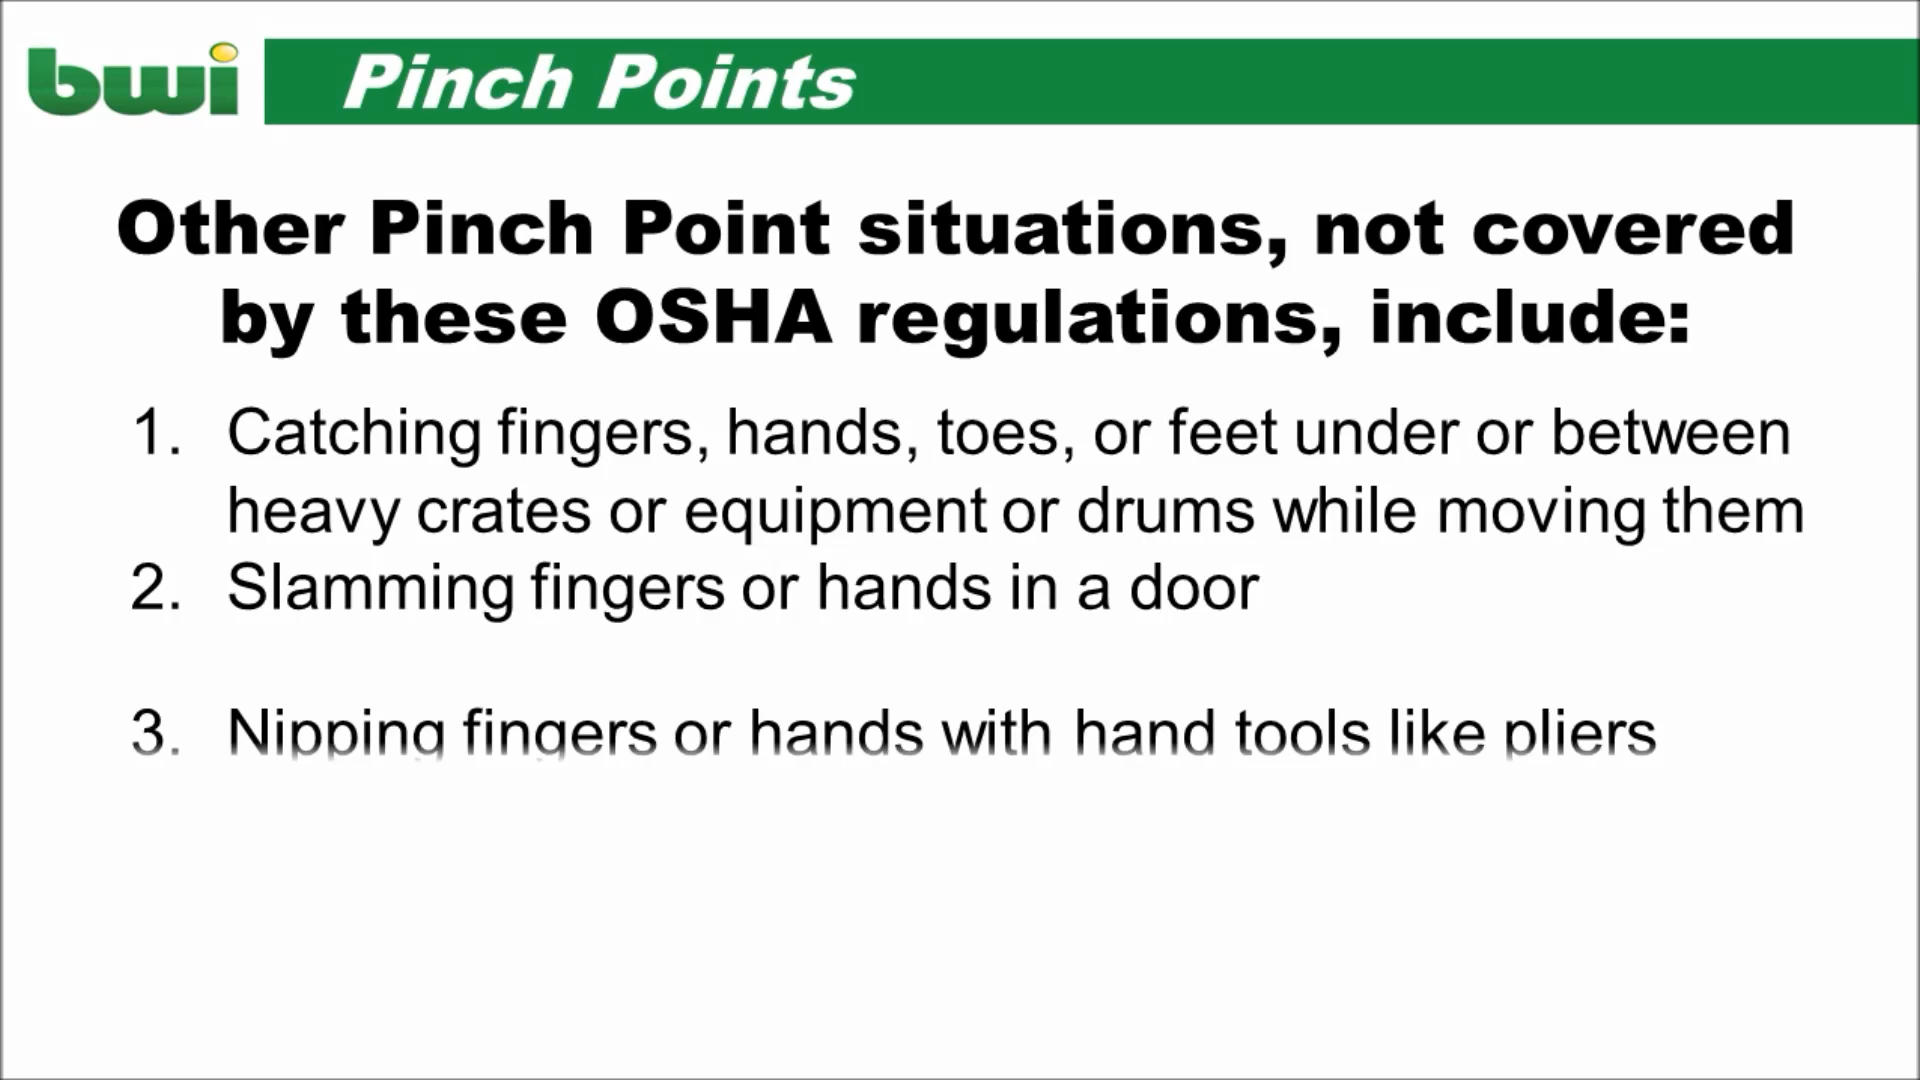 bwi
Pinch Points
Other Pinch Point situations, not covered
by these OSHA regulations, include:
1. Catching fingers, hands, toes, or feet under or between
heavy crates or equipment or drums while moving them
2. Slamming fingers or hands in a door
3. Nipping fingers or hands with hand tools like pliers